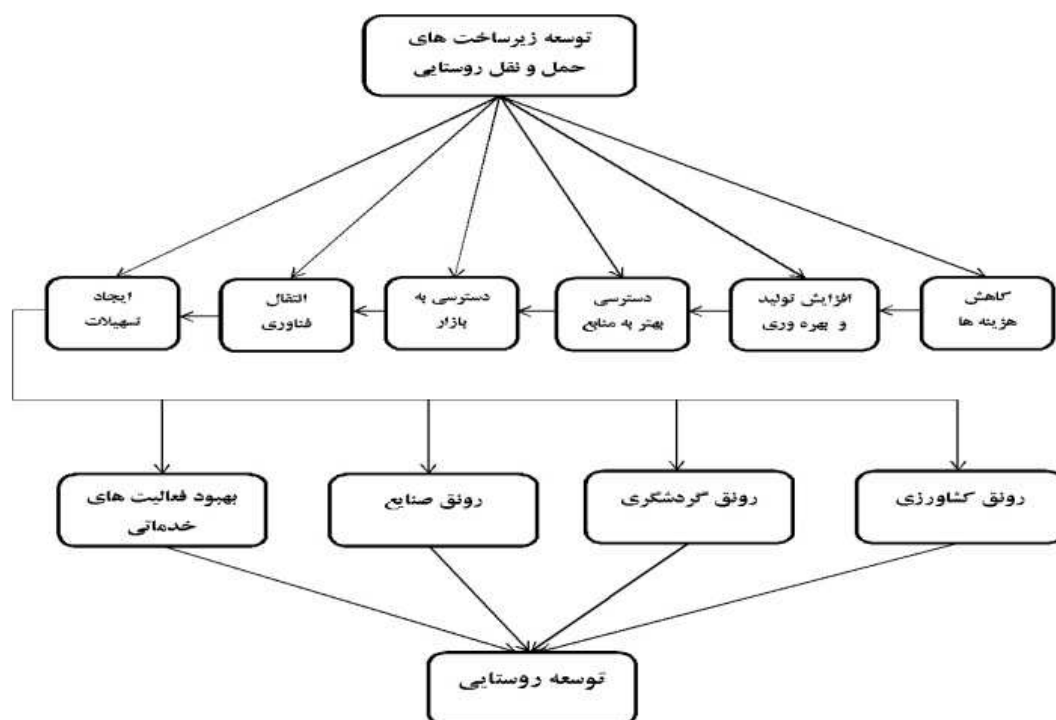 توسعه زیرساخت های
حمل و نقل روستایی
کاهش
هزینه ها
افزایش تولید
و بهره وری
دسترسی
بهتر به منابع
دسترسی به
بازار
التقال
فناوری
ایجاد
تسهیلات
رونق کشاورزی
رونق گردشگری
رونق صنایع
بهبود فعالیت های
خدماتی
توسعه روستایی